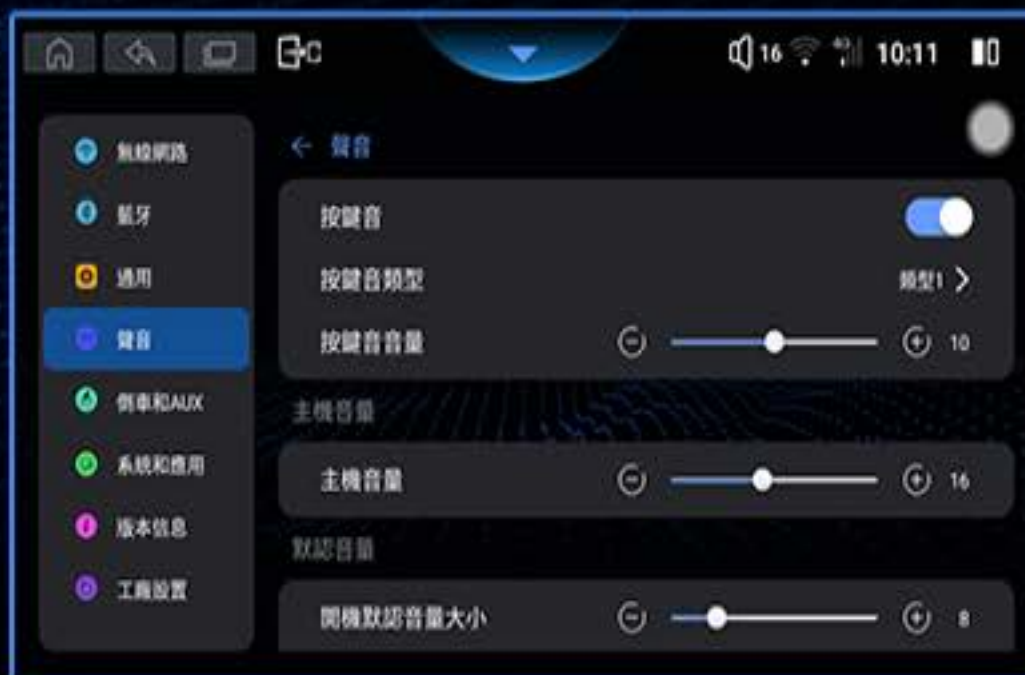 16 4G 10:11
無線網路
藍牙
通用
聲音
倒車和AUX
系統和應用
版本信息
工廠設置
← 聲音
按鍵音
按鍵音類型 類型1
按鍵音音量 10
主機音量
主機音量 16
默認音量
開機默認音量大小 8